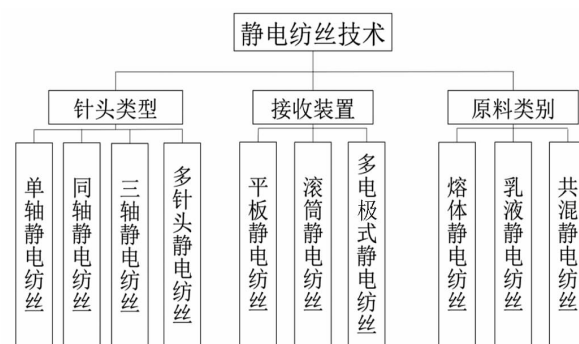 静电纺丝技术
针头类型
接收装置
原料类别
单轴静电纺丝
同轴静电纺丝
三轴静电纺丝
多针头静电纺丝
平板静电纺丝
滚筒静电纺丝
多电极式静电纺丝
熔体静电纺丝
乳液静电纺丝
共混静电纺丝